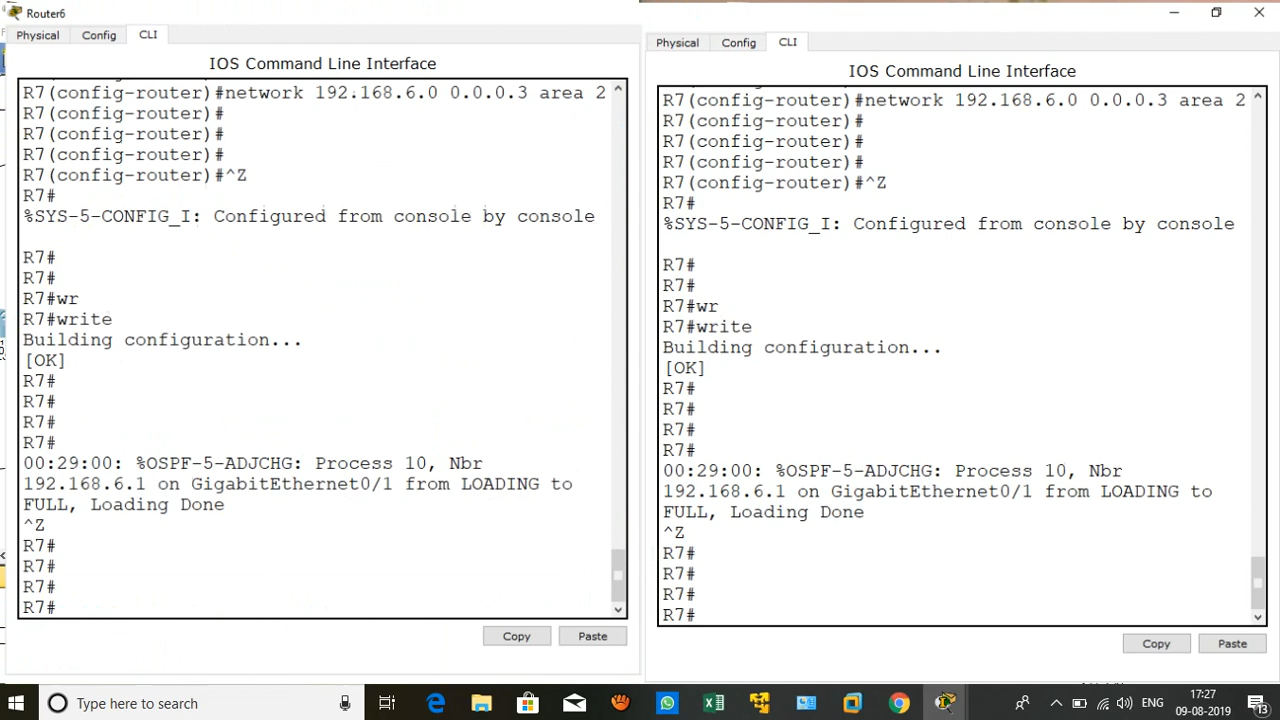 Router6
Physical Config CLI
IOS Command Line Interface
R7(config-router)#network 192.168.6.0 0.0.0.3 area 2
R7(config-router)#
R7(config-router)#
R7(config-router)#
R7(config-router)#^Z
R7#
%SYS-5-CONFIG_I: Configured from console by console
R7#
R7#
R7#wr
R7#write
Building configuration...
[OK]
R7#
R7#
R7#
R7#
00:29:00: %OSPF-5-ADJCHG: Process 10, Nbr
192.168.6.1 on GigabitEthernet0/1 from LOADING to
FULL, Loading Done
^Z
R7#
R7#
R7#
R7#
Copy Paste
Physical Config CLI
IOS Command Line Interface
R7(config-router)#network 192.168.6.0 0.0.0.3 area 2
R7(config-router)#
R7(config-router)#
R7(config-router)#
R7(config-router)#^Z
R7#
%SYS-5-CONFIG_I: Configured from console by console
R7#
R7#
R7#wr
R7#write
Building configuration...
[OK]
R7#
R7#
R7#
R7#
00:29:00: %OSPF-5-ADJCHG: Process 10, Nbr
192.168.6.1 on GigabitEthernet0/1 from LOADING to
FULL, Loading Done
^Z
R7#
R7#
R7#
R7#
Copy Paste
Type here to search
ENG
17:27
09-08-2019
13